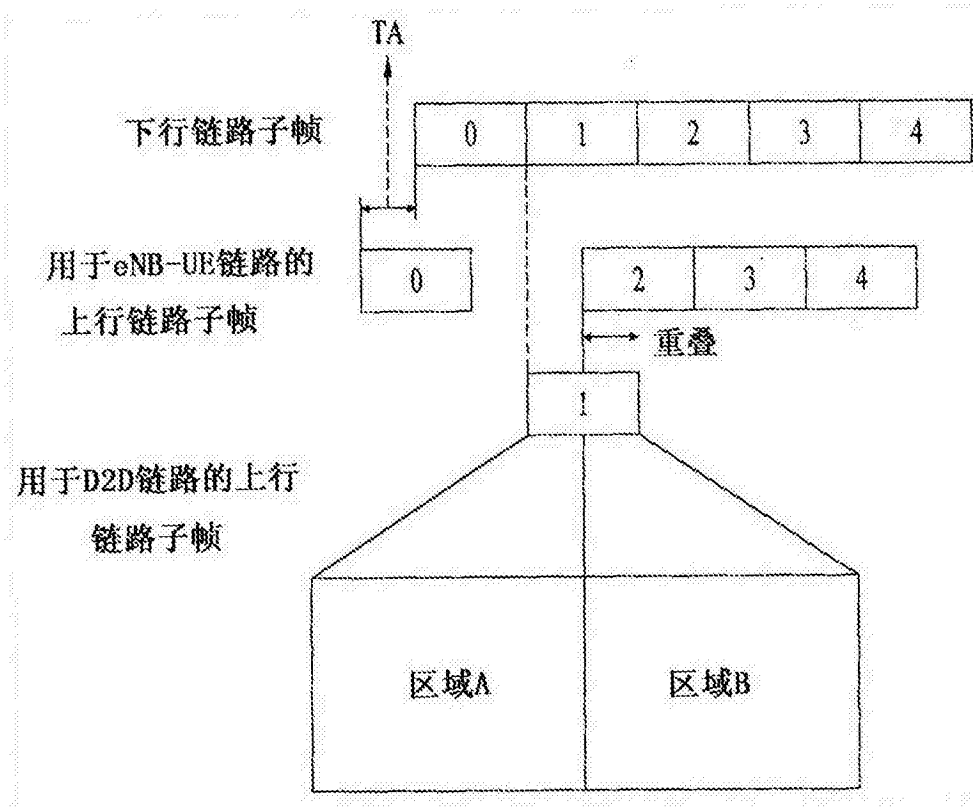 TA
下行链路子帧
0 1 2 3 4
用于eNB-UE链路的
上行链路子帧
0 2 3 4
重叠
1
用于D2D链路的上行
链路子帧
区域A 区域B